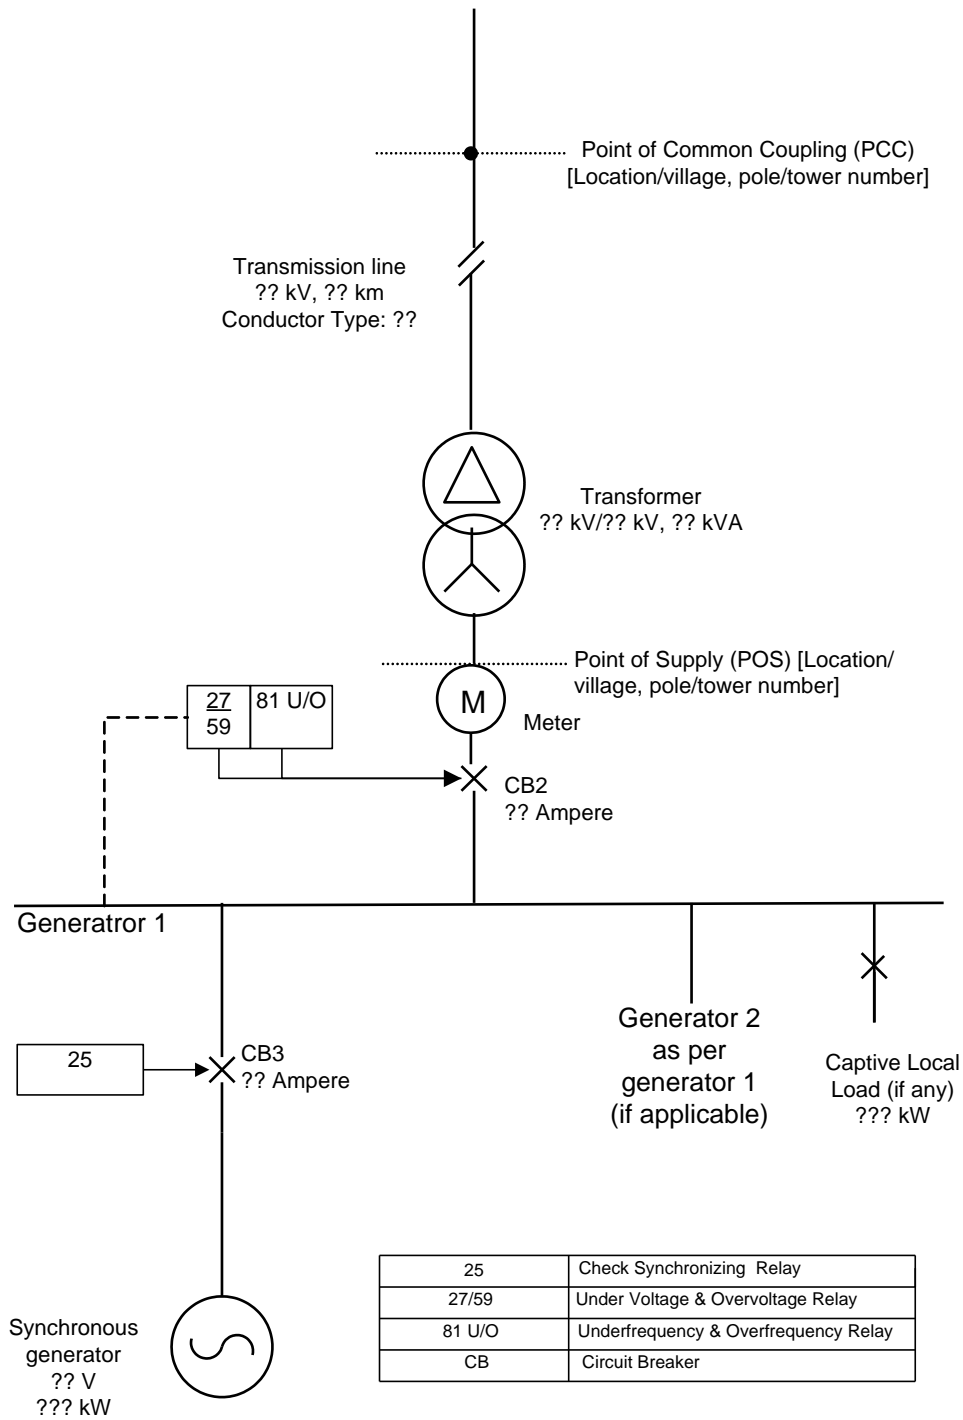 Point of Common Coupling (PCC)
[Location/village, pole/tower number]
Transmission line
?? kV, ?? km
Conductor Type: ??
Transformer
?? kV/?? kV, ?? kVA
Point of Supply (POS) [Location/
village, pole/tower number]
M
Meter
27
59
81 U/O
CB2
?? Ampere
Generatror 1
25
CB3
?? Ampere
Generator 2
as per
generator 1
(if applicable)
Captive Local
Load (if any)
??? kW
Synchronous
generator
?? V
??? kW
25 Check Synchronizing Relay
27/59 Under Voltage & Overvoltage Relay
81 U/O Underfrequency & Overfrequency Relay
CB Circuit Breaker